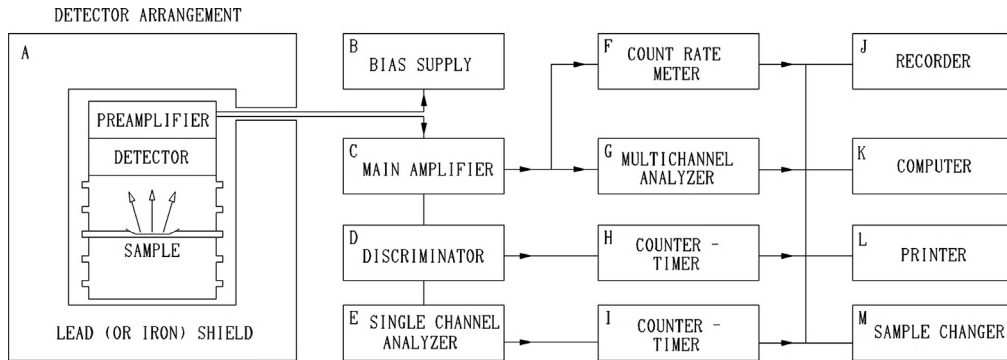 DETECTOR ARRANGEMENT
A
PREAMPLIFIER
DETECTOR
SAMPLE
LEAD (OR IRON) SHIELD
B
BIAS SUPPLY
C
MAIN AMPLIFIER
D
DISCRIMINATOR
E
SINGLE CHANNEL
ANALYZER
F
COUNT RATE
METER
G
MULTICHANNEL
ANALYZER
H
COUNTER -
TIMER
I
COUNTER -
TIMER
J
RECORDER
K
COMPUTER
L
PRINTER
M
SAMPLE CHANGER